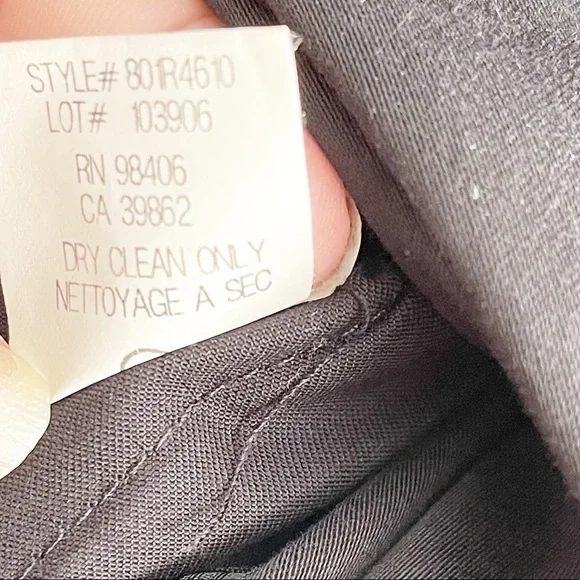 STYLE# 801R4610
LOT# 103906
RN 98406
CA 39862
DRY CLEAN ONLY
NETTOYAGE A SEC